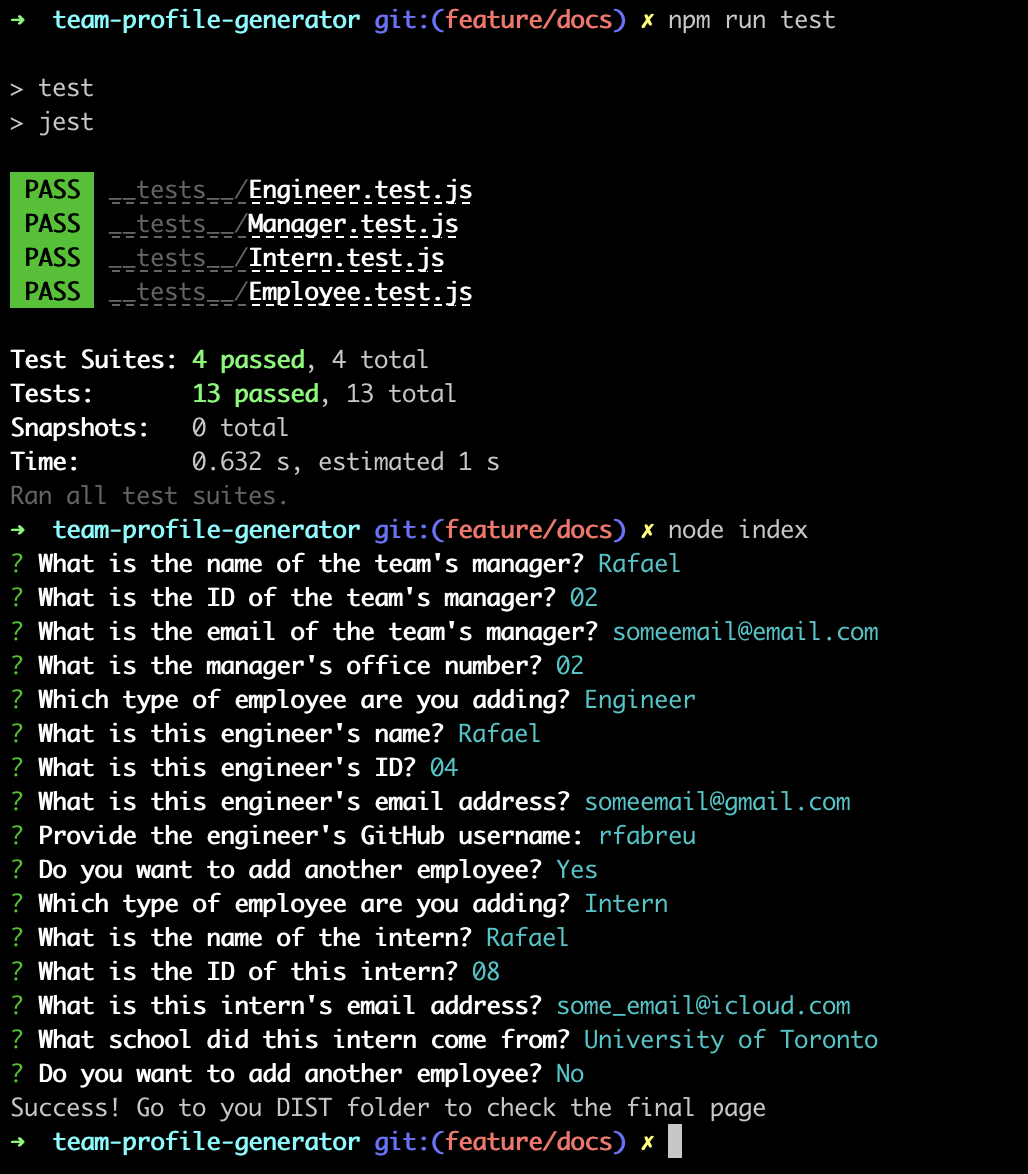 ➜  team-profile-generator git:(feature/docs) ✗ npm run test
> test
> jest
PASS  __tests__/Engineer.test.js
PASS  __tests__/Manager.test.js
PASS  __tests__/Intern.test.js
PASS  __tests__/Employee.test.js
Test Suites: 4 passed, 4 total
Tests:       13 passed, 13 total
Snapshots:   0 total
Time:        0.632 s, estimated 1 s
Ran all test suites.
➜  team-profile-generator git:(feature/docs) ✗ node index
? What is the name of the team's manager? Rafael
? What is the ID of the team's manager? 02
? What is the email of the team's manager? someemail@email.com
? What is the manager's office number? 02
? Which type of employee are you adding? Engineer
? What is this engineer's name? Rafael
? What is this engineer's ID? 04
? What is this engineer's email address? someemail@gmail.com
? Provide the engineer's GitHub username: rfabreu
? Do you want to add another employee? Yes
? Which type of employee are you adding? Intern
? What is the name of the intern? Rafael
? What is the ID of this intern? 08
? What is this intern's email address? some_email@icloud.com
? What school did this intern come from? University of Toronto
? Do you want to add another employee? No
Success! Go to you DIST folder to check the final page
➜  team-profile-generator git:(feature/docs) ✗